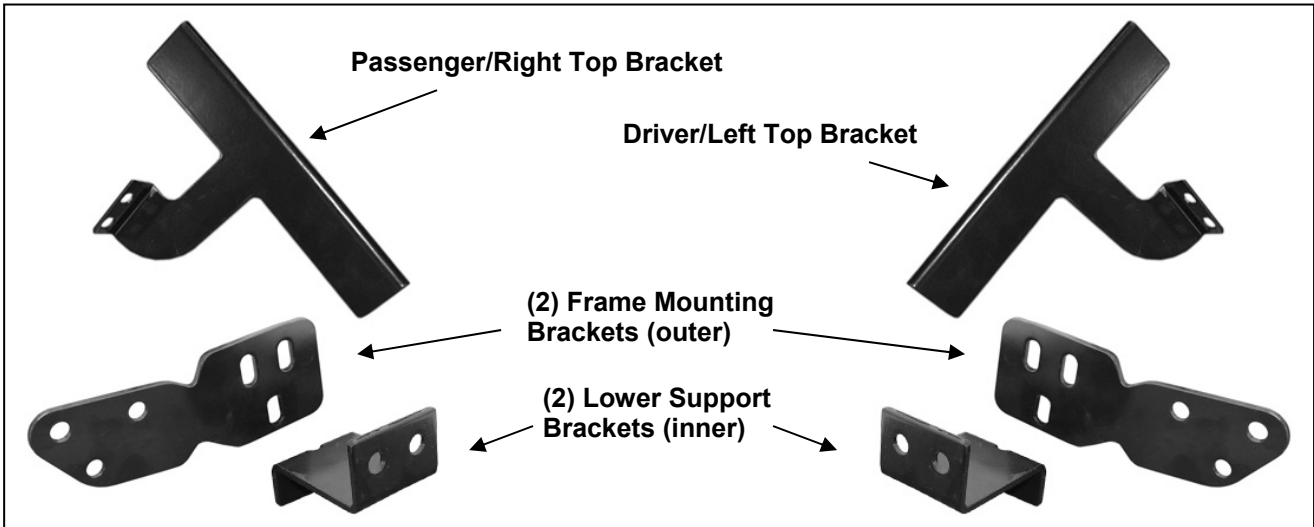 Passenger/Right Top Bracket
Driver/Left Top Bracket
(2) Frame Mounting
Brackets (outer)
(2) Lower Support
Brackets (inner)